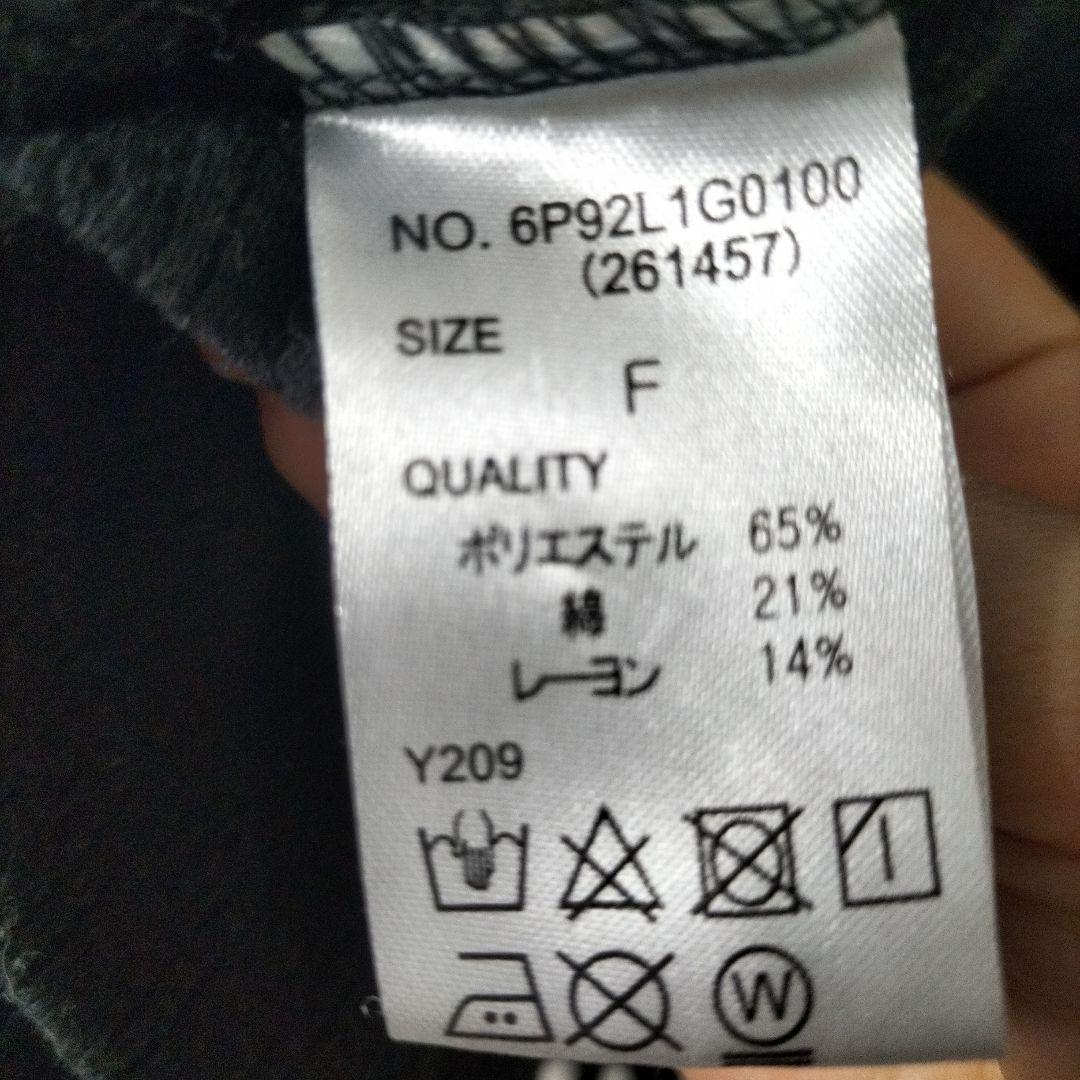 NO. 6P92L1G0100
(261457)
SIZE
F
QUALITY
ポリエステル 65%
綿 21%
レーヨン 14%
Y209
W